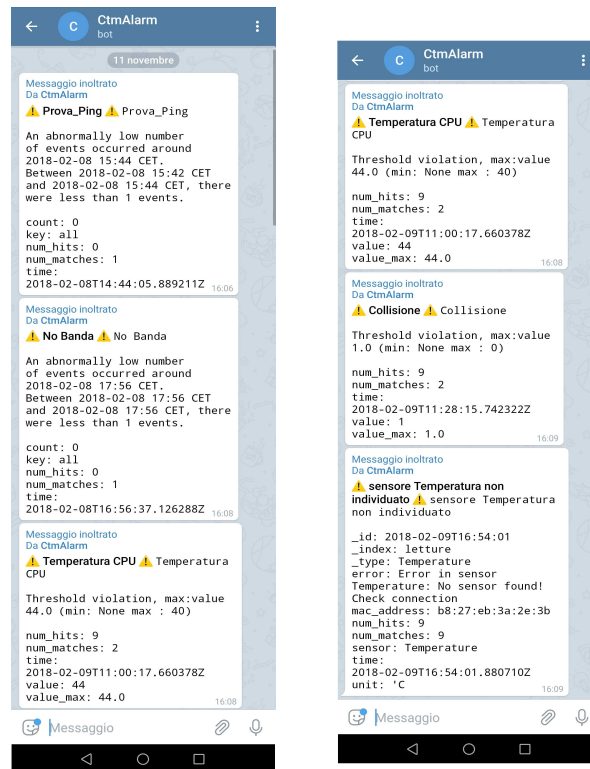 CtmAlarm
bot
11 novembre
Messaggio inoltrato
Da CtmAlarm
⚠️ Prova_Ping ⚠️ Prova_Ping
An abnormally low number
of events occurred around
2018-02-08 15:44 CET.
Between 2018-02-08 15:42 CET
and 2018-02-08 15:44 CET, there
were less than 1 events.
count: 0
key: all
num_hits: 0
num_matches: 1
time:
2018-02-08T14:44:05.889211Z 16:06
Messaggio inoltrato
Da CtmAlarm
⚠️ No Banda ⚠️ No Banda
An abnormally low number
of events occurred around
2018-02-08 17:56 CET.
Between 2018-02-08 17:56 CET
and 2018-02-08 17:56 CET, there
were less than 1 events.
count: 0
key: all
num_hits: 0
num_matches: 1
time:
2018-02-08T16:56:37.126288Z 16:08
Messaggio inoltrato
Da CtmAlarm
⚠️ Temperatura CPU ⚠️ Temperatura
CPU
Threshold violation, max:value
44.0 (min: None max : 40)
num_hits: 9
num_matches: 2
time:
2018-02-09T11:00:17.660378Z
value: 44
value_max: 44.0 16:08
Messaggio
C CtmAlarm
bot
Messaggio inoltrato
Da CtmAlarm
⚠️ Temperatura CPU ⚠️ Temperatura
CPU
Threshold violation, max:value
44.0 (min: None max : 40)
num_hits: 9
num_matches: 2
time:
2018-02-09T11:00:17.660378Z
value: 44
value_max: 44.0 16:08
Messaggio inoltrato
Da CtmAlarm
⚠️ Collisione ⚠️ Collisione
Threshold violation, max:value
1.0 (min: None max : 0)
num_hits: 9
num_matches: 2
time:
2018-02-09T11:28:15.742322Z
value: 1
value_max: 1.0 16:09
Messaggio inoltrato
Da CtmAlarm
⚠️ sensore Temperatura non
individuato ⚠️ sensore Temperatura
non individuato
_id: 2018-02-09T16:54:01
_index: letture
_type: Temperature
error: Error in sensor
Temperature: No sensor found!
Check connection
mac_address: b8:27:eb:3a:2e:3b
num_hits: 9
num_matches: 9
sensor: Temperature
time:
2018-02-09T16:54:01.880710Z
unit: 'C 16:09
Messaggio